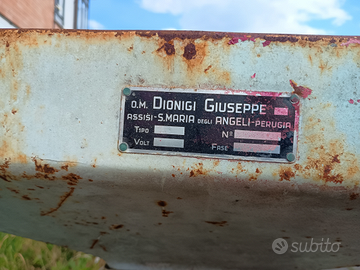 O.M. DIONIGI GIUSEPPE
ASSISI-S.MARIA DEGLI ANGELI-PERUGIA
TIPO N°
VOLT FASE
subito